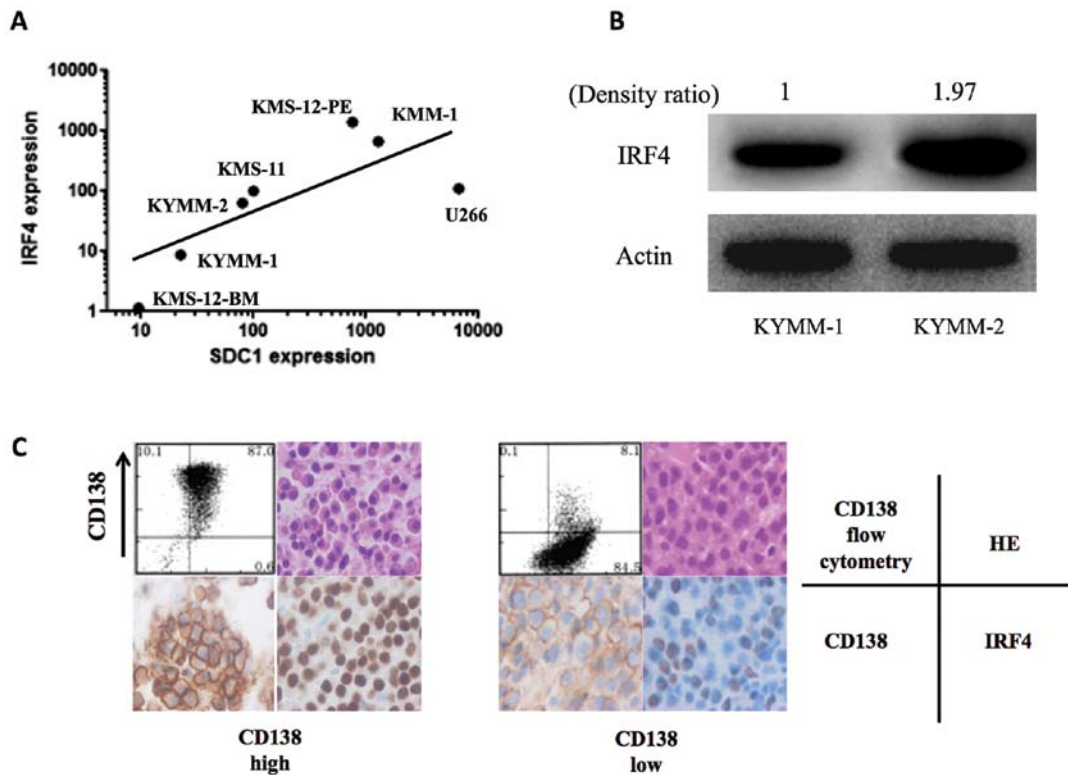 A
B
10000
1000
100
10
1
IRF4 expression
KMS-12-PE
KMM-1
KMS-11
KYMM-2
U266
KYMM-1
KMS-12-BM
10 100 1000 10000
SDC1 expression
(Density ratio) 1 1.97
IRF4
Actin
KYMM-1 KYMM-2
C
CD138
10.1 87.0
0.6
0.1 8.1
84.5
CD138
high
CD138
low
CD138
flow
cytometry
HE
CD138
IRF4